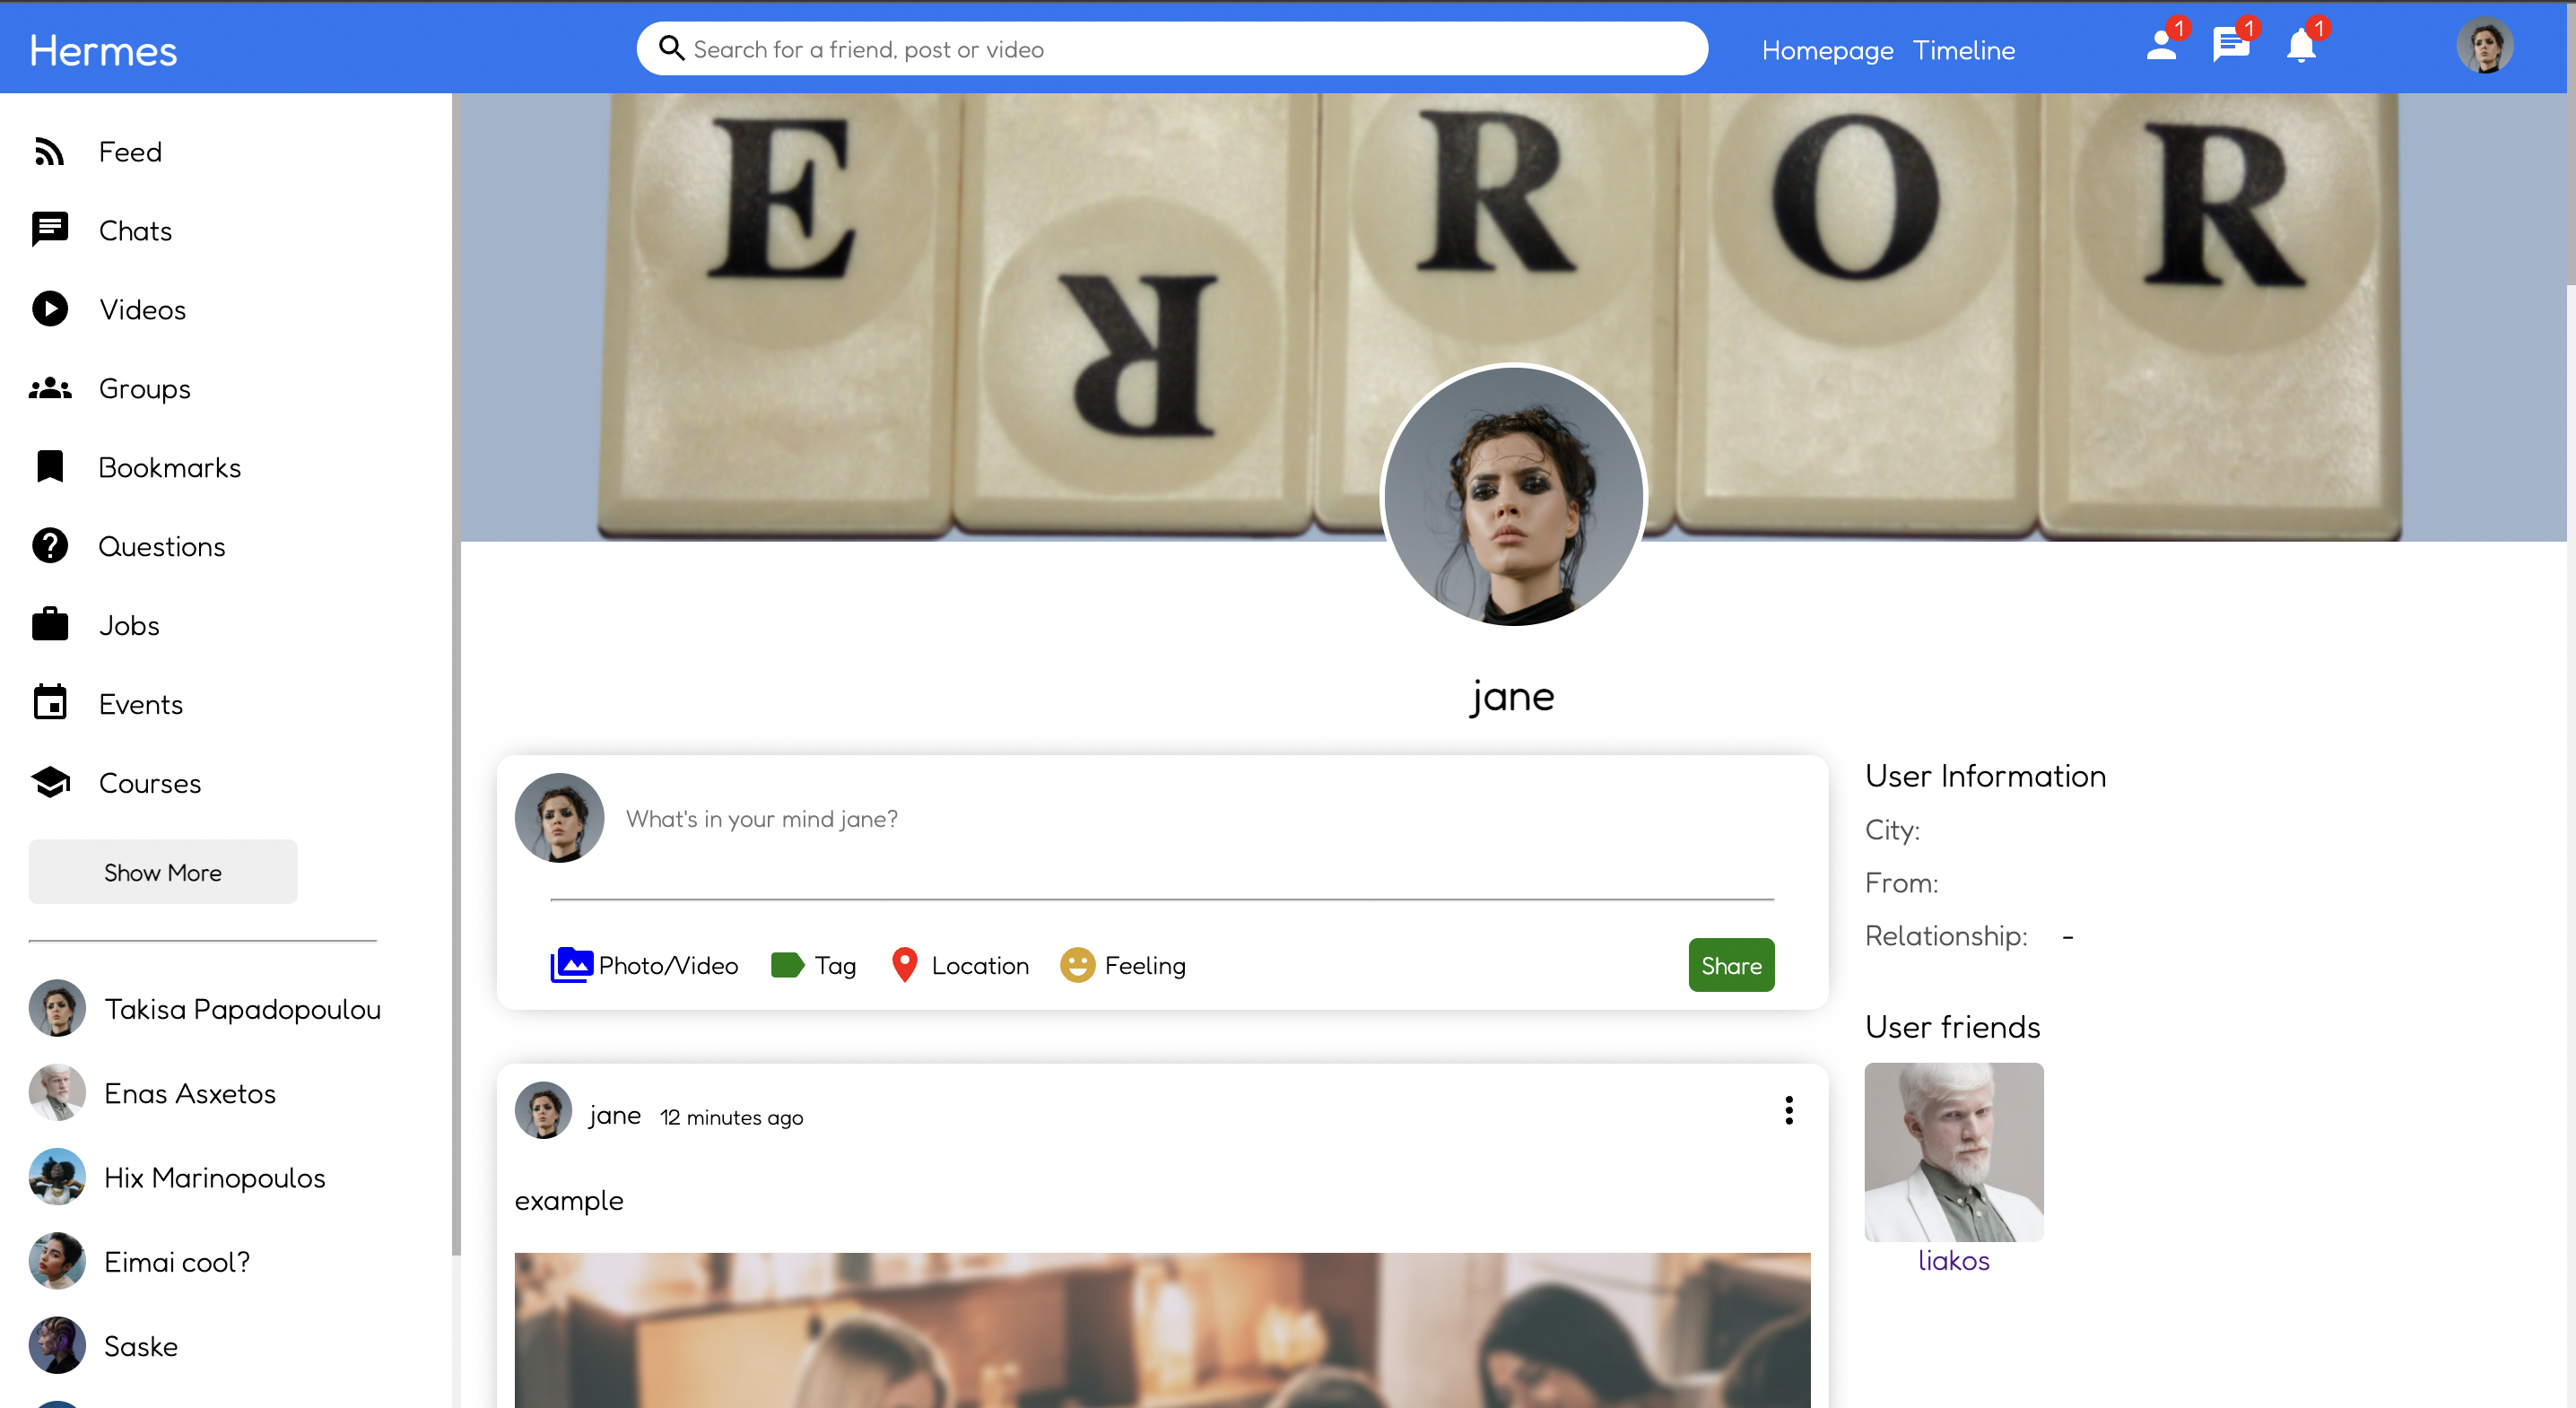 Hermes
Search for a friend, post or video
Homepage Timeline
1 1 1
E R R O R
Feed
Chats
Videos
Groups
Bookmarks
Questions
Jobs
Events
Courses
Show More
Takisa Papadopoulou
Enas Asxetos
Hix Marinopoulos
Eimai cool?
Saske
jane
What's in your mind jane?
Photo/Video Tag Location Feeling Share
jane 12 minutes ago
example
User Information
City:
From:
Relationship: -
User friends
liakos